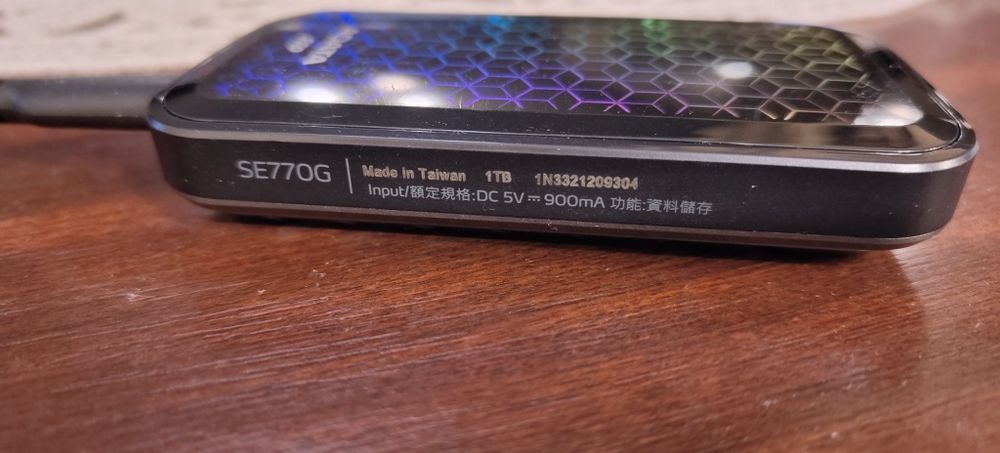 SE770G
Made in Taiwan 1TB 1N3321209304
Input/額定規格:DC 5V⎓900mA 功能:資料儲存